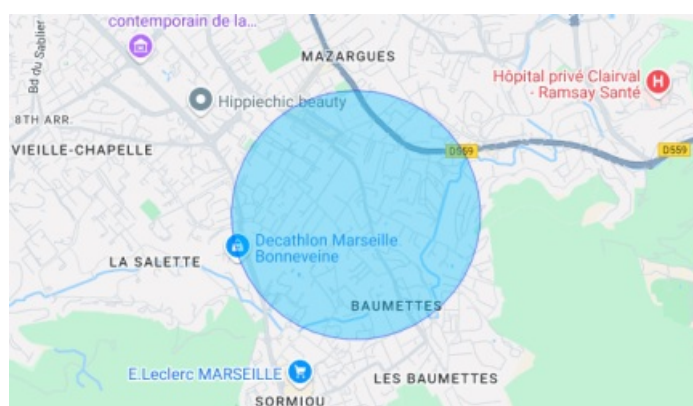 contemporain de la...
Bd du Sablier
MAZARGUES
Hôpital privé Clairval
- Ramsay Santé
H
Hippiechic beauty
8TH ARR.
VIEILLE-CHAPELLE
D559
D559
Decathlon Marseille
Bonneveine
LA SALETTE
BAUMETTES
E.Leclerc MARSEILLE
LES BAUMETTES
SORMIOU